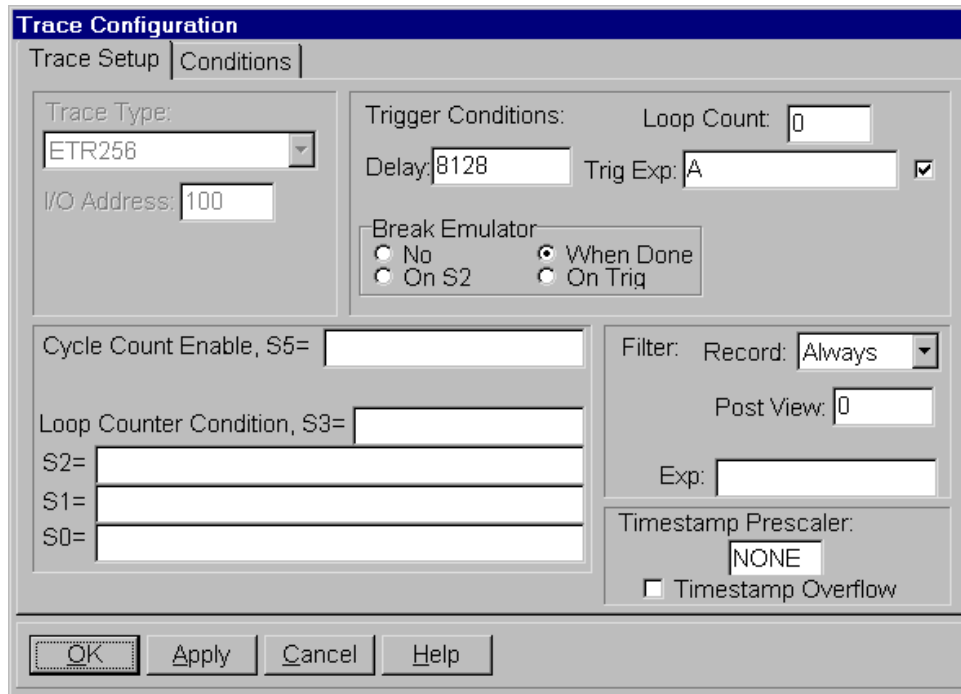 Trace Configuration
Trace Setup Conditions
Trace Type:
ETR256
I/O Address: 100
Trigger Conditions: Loop Count: 0
Delay: 8128 Trig Exp: A
Break Emulator
No When Done
On S2 On Trig
Cycle Count Enable, S5=
Loop Counter Condition, S3=
S2=
S1=
S0=
Filter: Record: Always
Post View: 0
Exp:
Timestamp Prescaler:
NONE
Timestamp Overflow
OK Apply Cancel Help